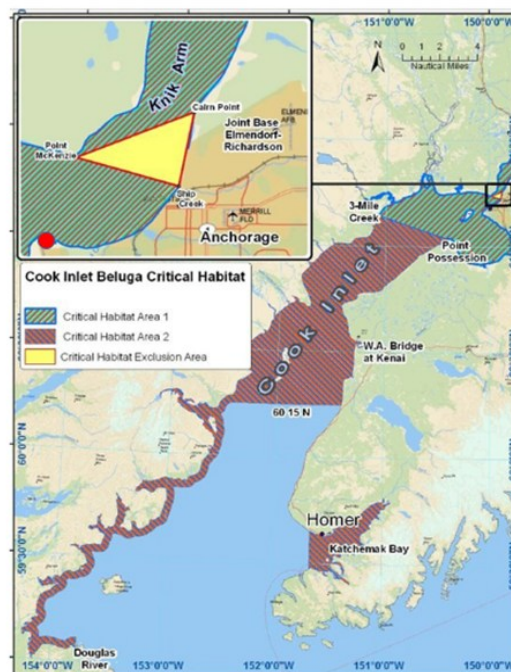 151°0'0"W
150°0'0"W
N
0 2 4
Nautical Miles
Knik Arm
Cairn Point
ELMENDORF AFB
Joint Base
Elmendorf-
Richardson
Point
McKenzie
Ship
Creek
MERRILL
FLD
Anchorage
3-Mile
Creek
Point
Possession
Cook Inlet Beluga Critical Habitat
Critical Habitat Area 1
Critical Habitat Area 2
Critical Habitat Exclusion Area
Cook Inlet
W.A. Bridge
at Kenai
60 15 N
60°0'0"N
Homer
Katchemak Bay
59°30'0"N
Douglas
River
154°0'0"W
153°0'0"W
152°0'0"W
151°0'0"W
150°0'0"W